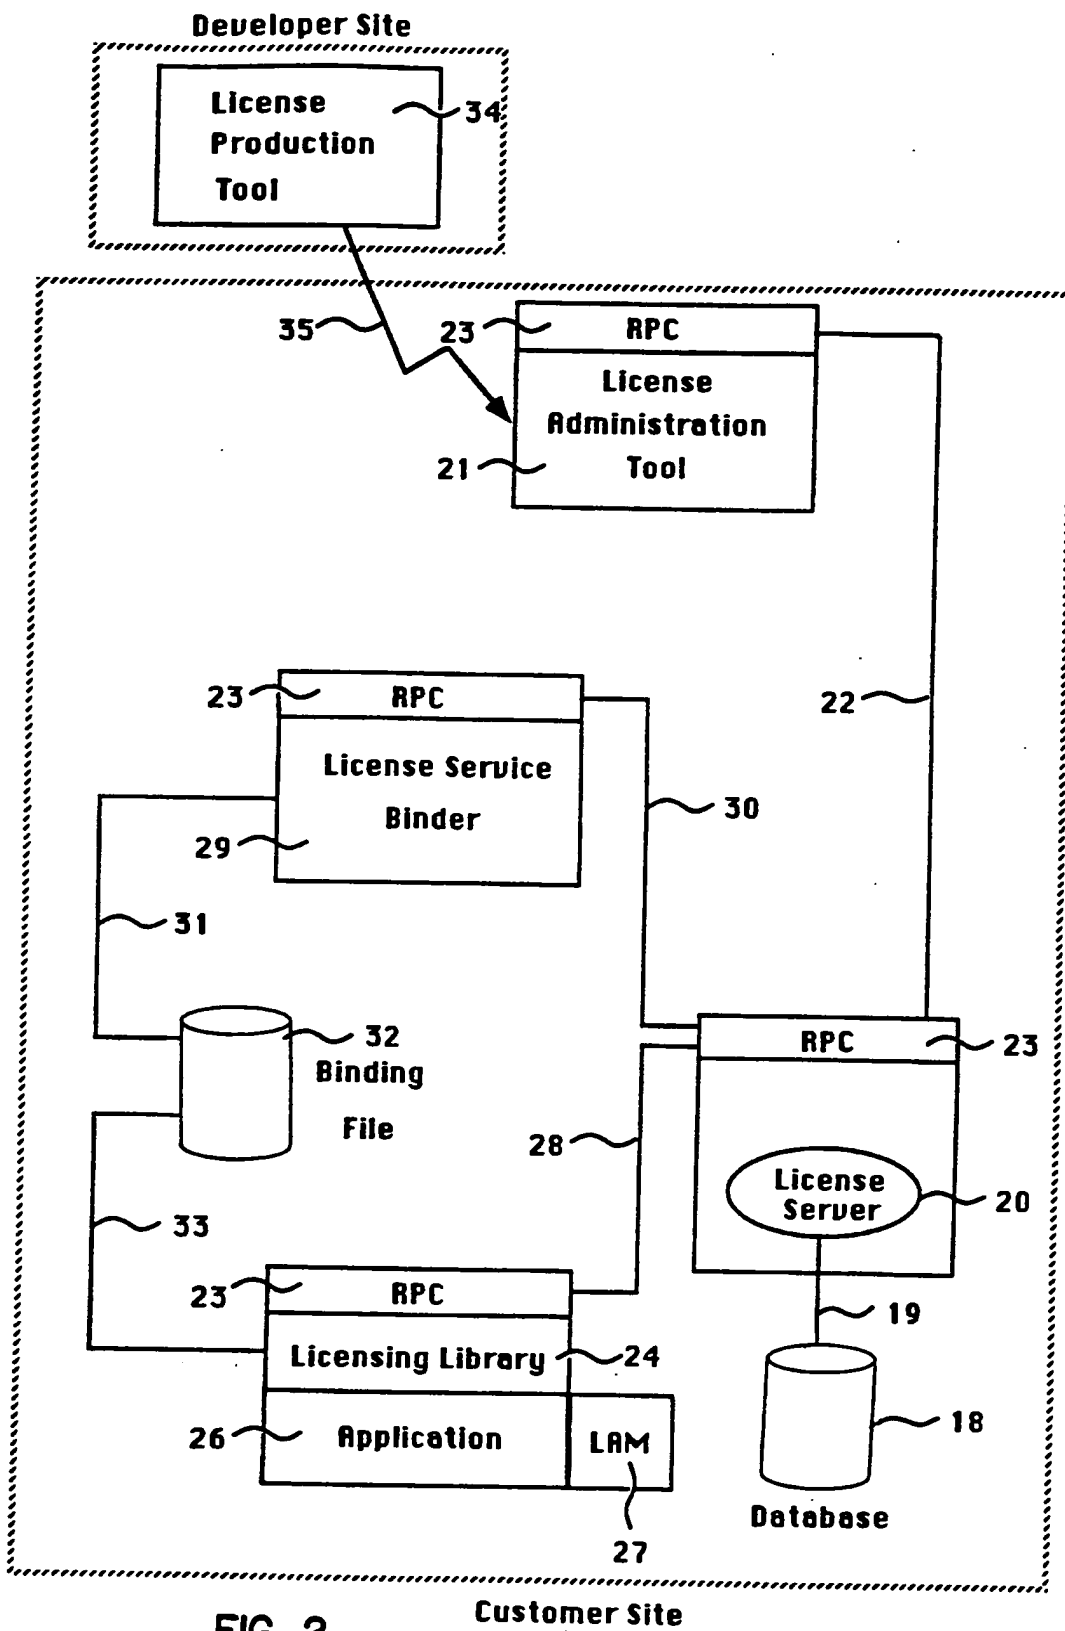 Developer Site
License
Production
Tool
34
35
23
RPC
License
Administration
Tool
21
22
23
RPC
License Service
Binder
29
30
31
32
Binding
File
RPC
23
28
License
Server
20
33
23
RPC
19
Licensing Library
24
18
26
Application
LAM
Database
27
Customer Site